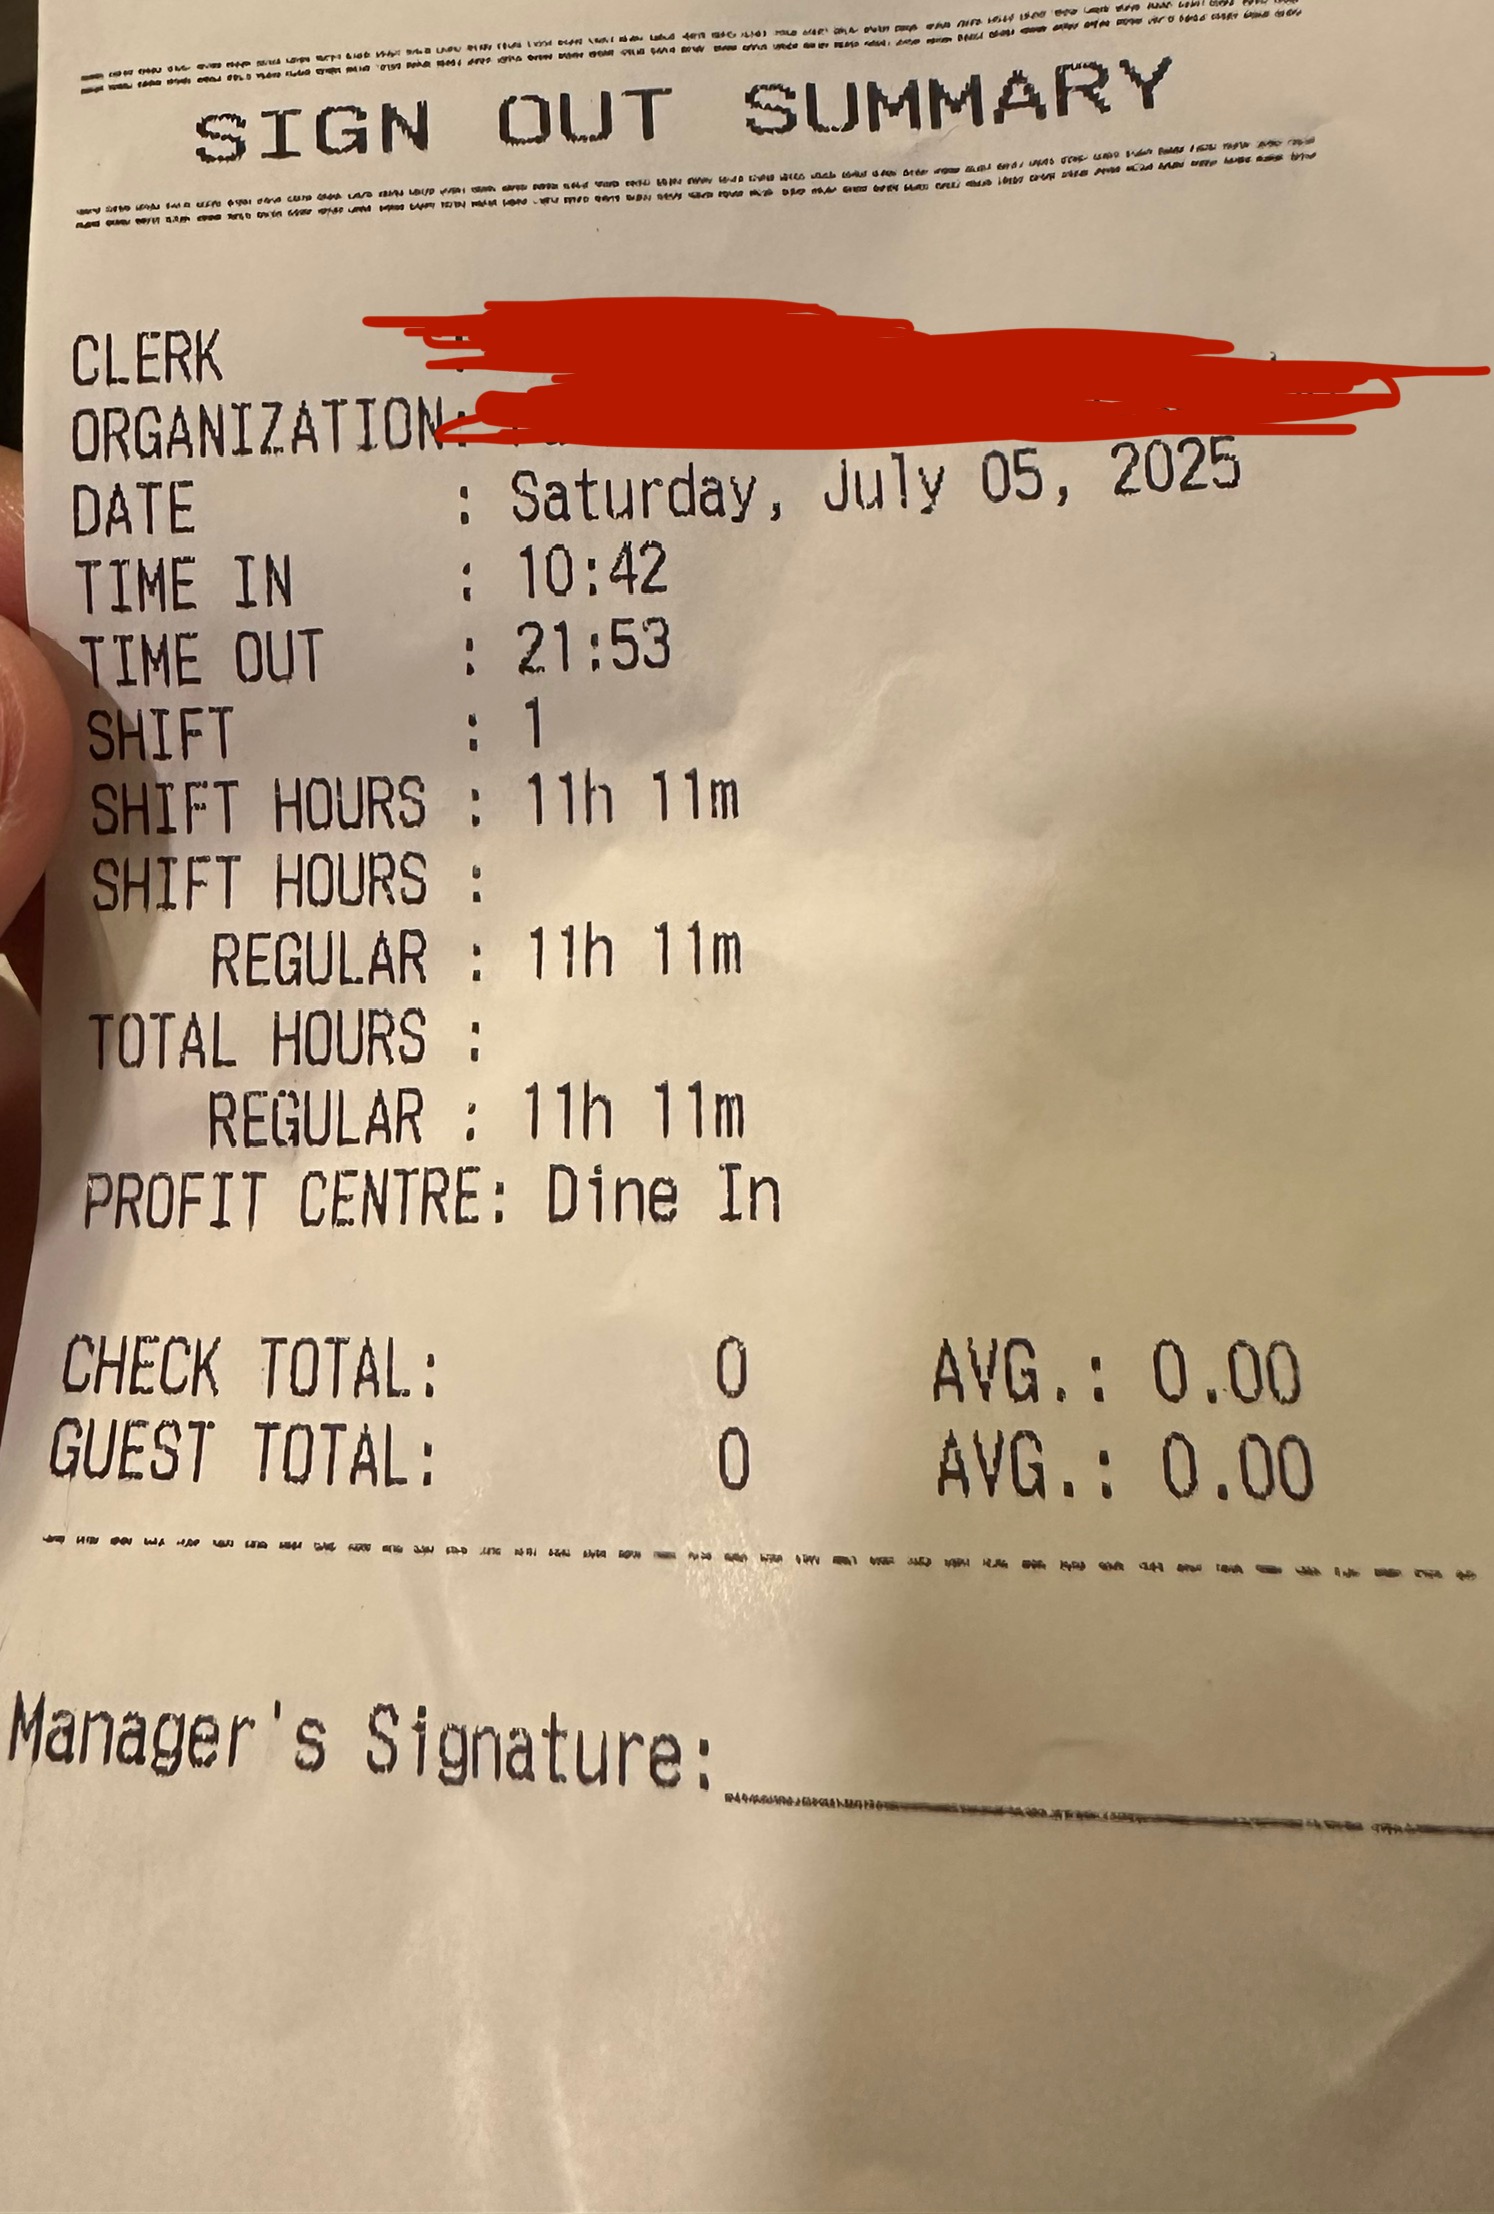 SIGN OUT SUMMARY
CLERK :
ORGANIZATION:
DATE : Saturday, July 05, 2025
TIME IN : 10:42
TIME OUT : 21:53
SHIFT : 1
SHIFT HOURS : 11h 11m
SHIFT HOURS :
REGULAR : 11h 11m
TOTAL HOURS :
REGULAR : 11h 11m
PROFIT CENTRE: Dine In
CHECK TOTAL: 0 AVG.: 0.00
GUEST TOTAL: 0 AVG.: 0.00
Manager's Signature: